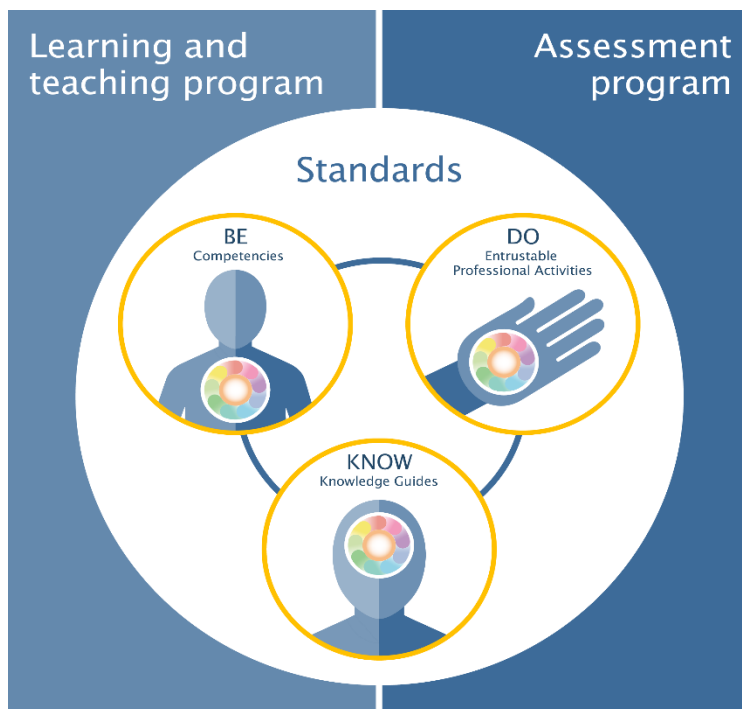 Learning and
teaching program
Assessment
program
Standards
BE
Competencies
DO
Entrustable
Professional Activities
KNOW
Knowledge Guides